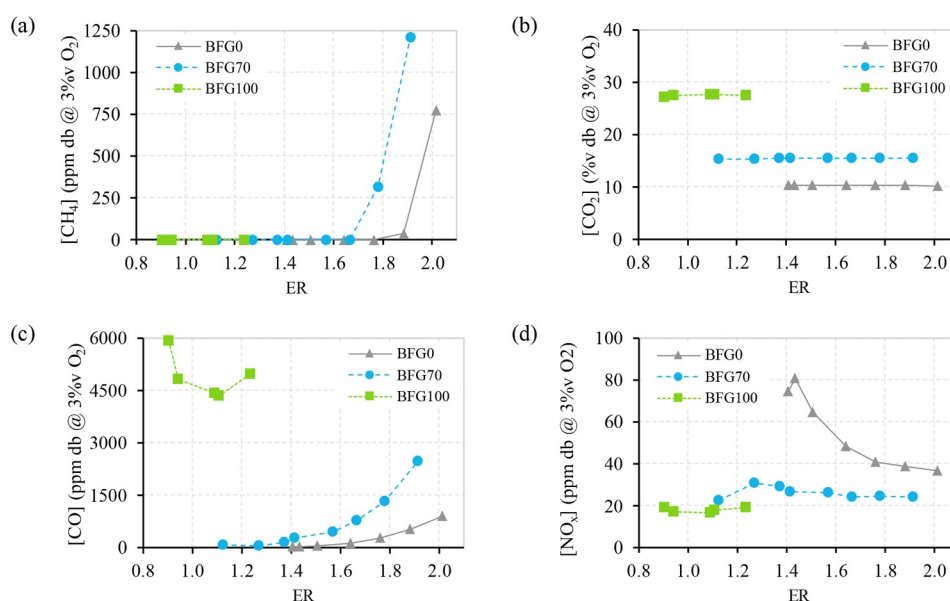 (a)
1250
1000
750
500
250
0
[CH₄] (ppm db @ 3%v O₂)
BFG0
BFG70
BFG100
0.8 1.0 1.2 1.4 1.6 1.8 2.0
ER
(b)
40
30
20
10
0
[CO₂] (%v db @ 3%v O₂)
BFG0
BFG70
BFG100
0.8 1.0 1.2 1.4 1.6 1.8 2.0
ER
(c)
6000
4500
3000
1500
0
[CO] (ppm db @ 3%v O₂)
BFG0
BFG70
BFG100
0.8 1.0 1.2 1.4 1.6 1.8 2.0
ER
(d)
100
80
60
40
20
0
[NOₓ] (ppm db @ 3%v O2)
BFG0
BFG70
BFG100
0.8 1.0 1.2 1.4 1.6 1.8 2.0
ER